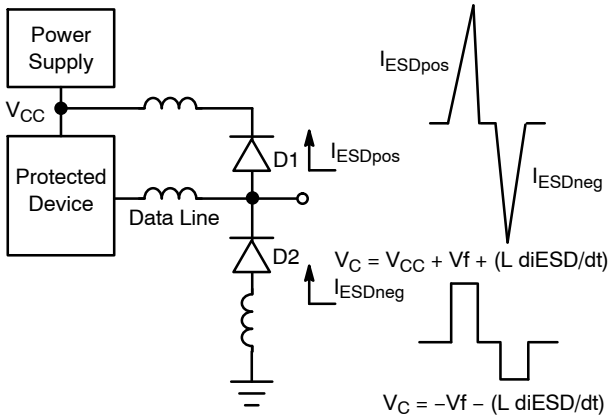 Power
Supply
V_CC
Protected
Device
Data Line
D1
I_ESDpos
D2
I_ESDneg
I_ESDpos
I_ESDneg
V_C = V_CC + Vf + (L diESD/dt)
V_C = −Vf − (L diESD/dt)